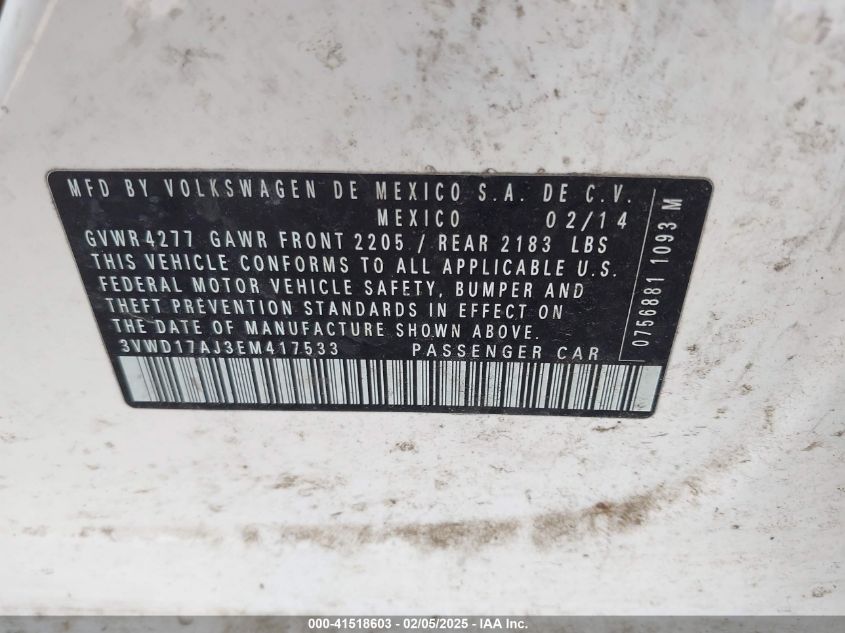 MFD BY VOLKSWAGEN DE MEXICO S.A. DE C.V.
MEXICO 02/14
GVWR 4277 GAWR FRONT 2205 / REAR 2183 LBS
THIS VEHICLE CONFORMS TO ALL APPLICABLE U.S.
FEDERAL MOTOR VEHICLE SAFETY, BUMPER AND
THEFT PREVENTION STANDARDS IN EFFECT ON
THE DATE OF MANUFACTURE SHOWN ABOVE.
3VWD17AJ3EM417533 PASSENGER CAR
0756881 1093 M
000-41518603 - 02/05/2025 - IAA Inc.